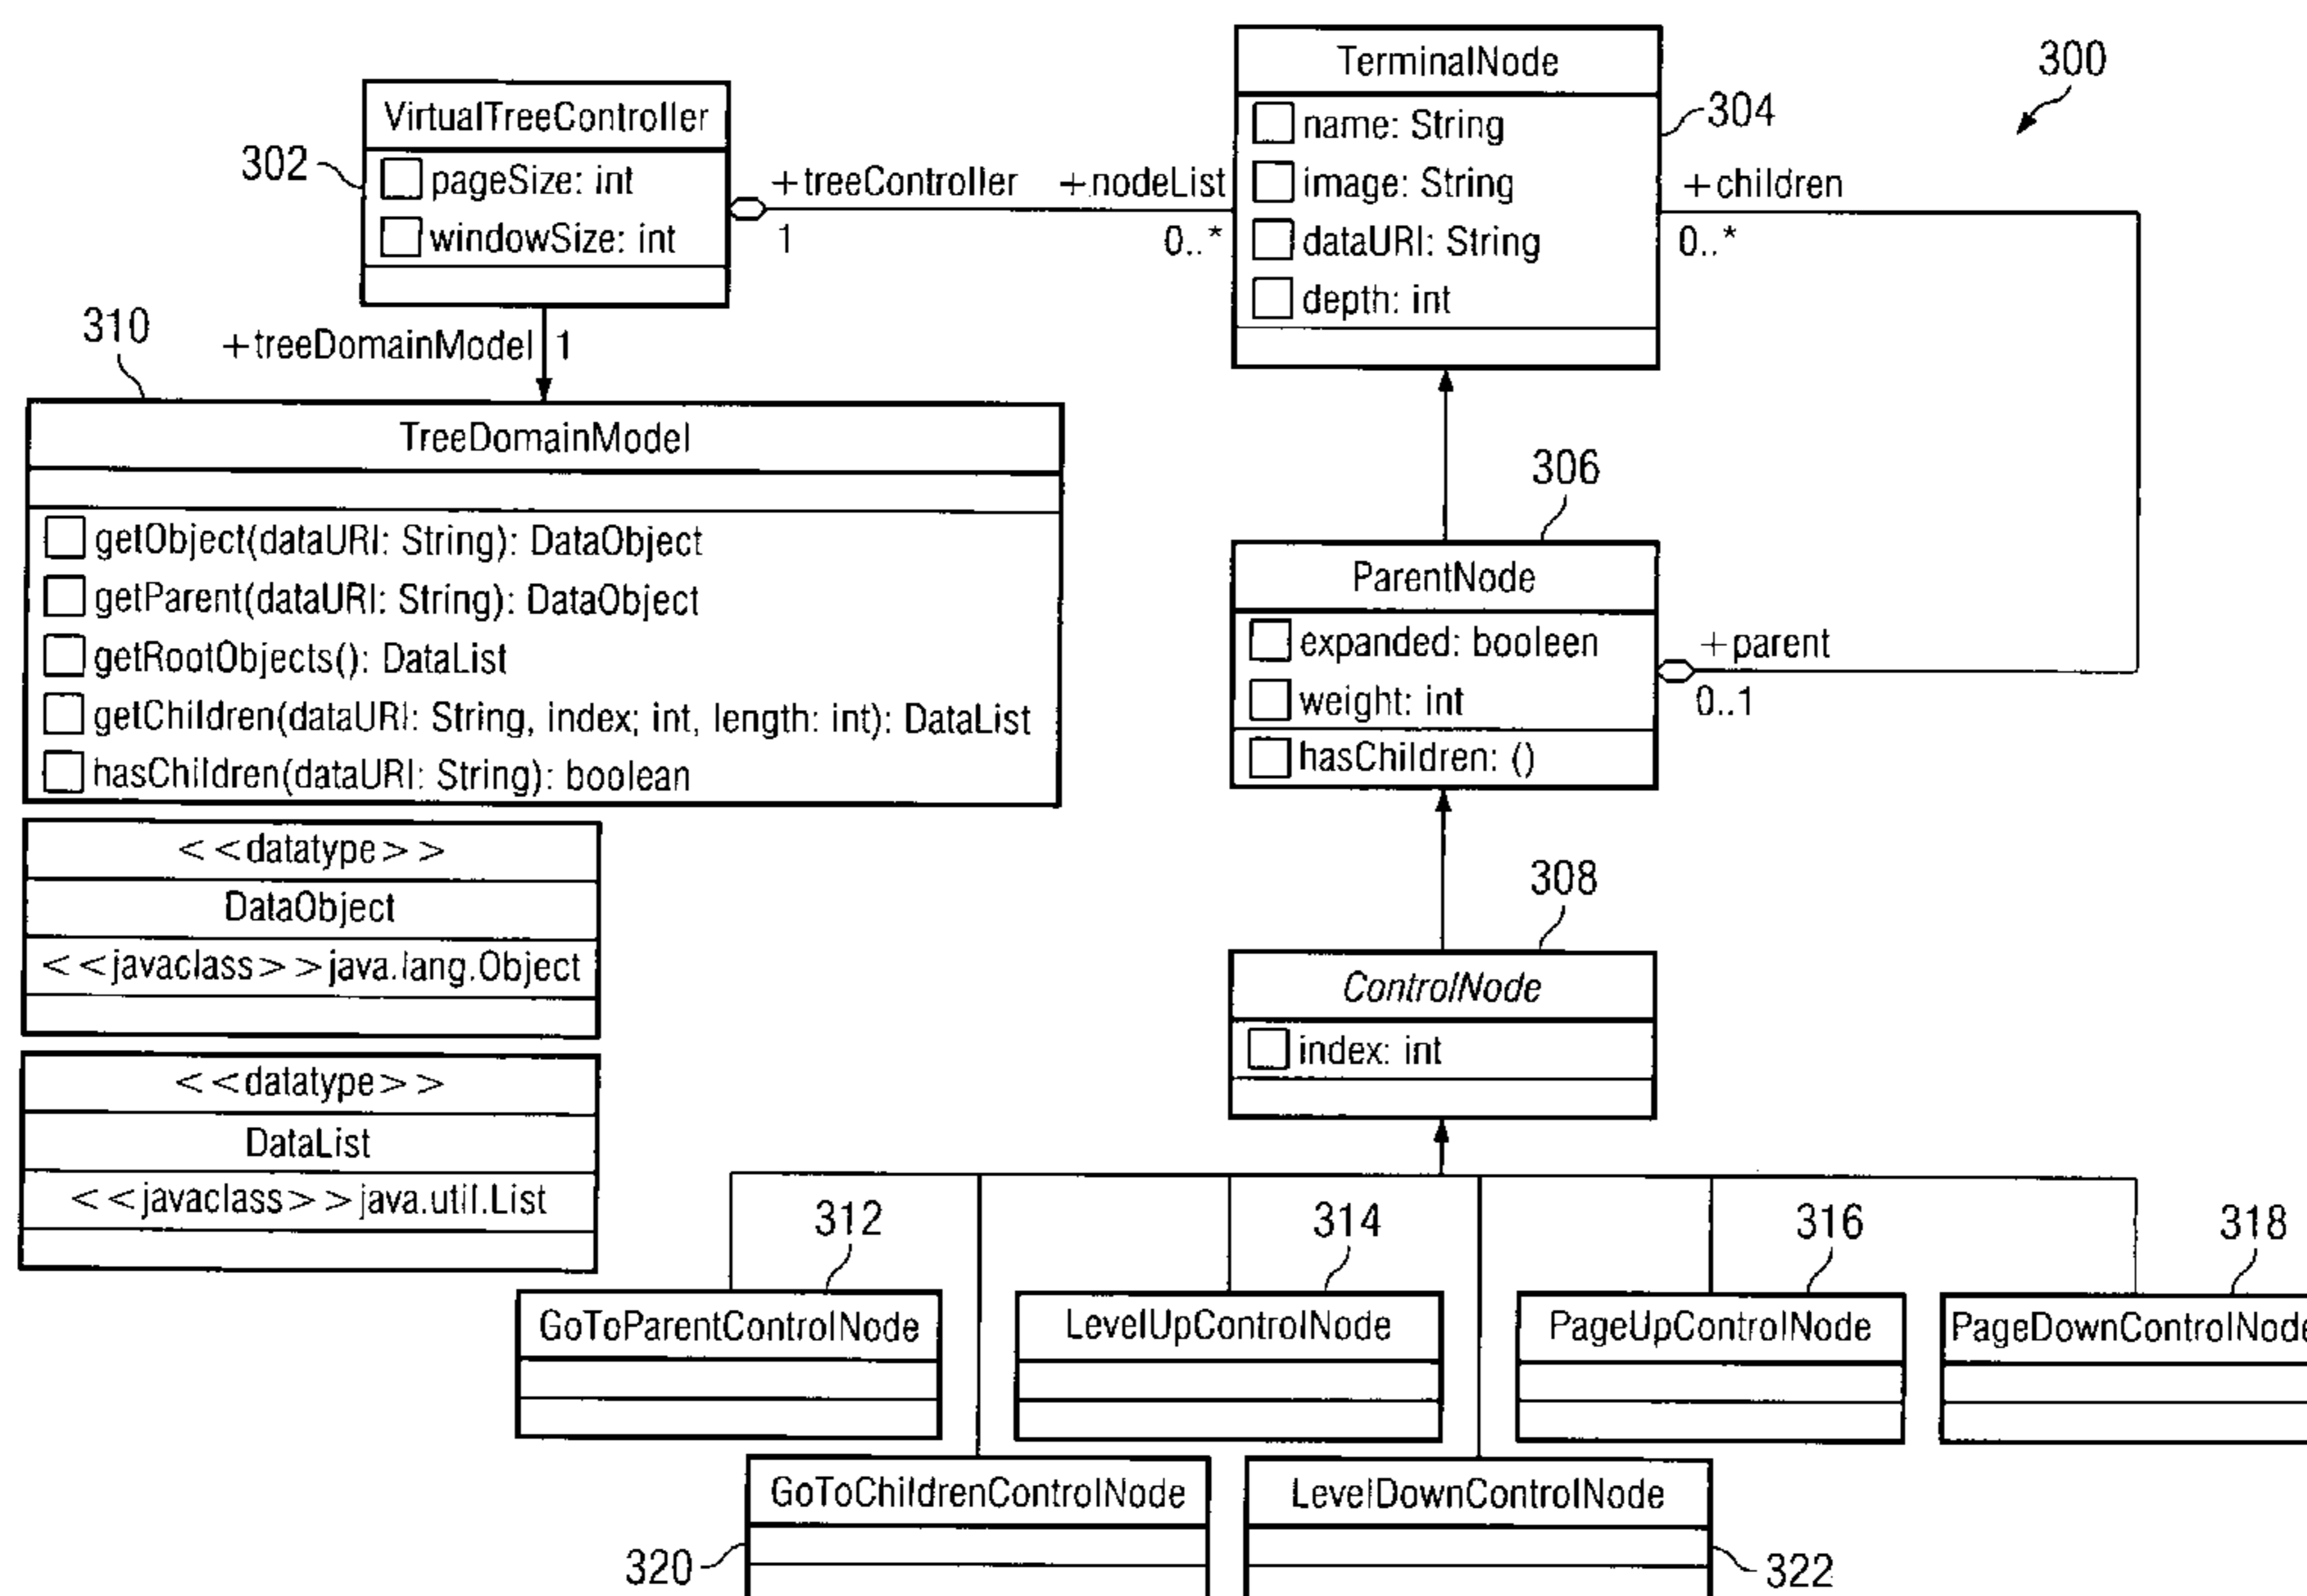 300
TerminalNode
304
name: String
image: String
dataURI: String
depth: int
VirtualTreeController
302
pageSize: int
windowSize: int
+treeController
1
+nodeList
0..*
+children
0..*
+treeDomainModel
1
310
TreeDomainModel
getObject(dataURI: String): DataObject
getParent(dataURI: String): DataObject
getRootObjects(): DataList
getChildren(dataURI: String, index; int, length: int): DataList
hasChildren(dataURI: String): boolean
306
ParentNode
expanded: booleen
weight: int
hasChildren: ()
+parent
0..1
<<datatype>>
DataObject
<<javaclass>>java.lang.Object
<<datatype>>
DataList
<<javaclass>>java.util.List
308
ControlNode
index: int
312
GoToParentControlNode
314
LevelUpControlNode
316
PageUpControlNode
318
PageDownControlNode
GoToChildrenControlNode
320
LevelDownControlNode
322